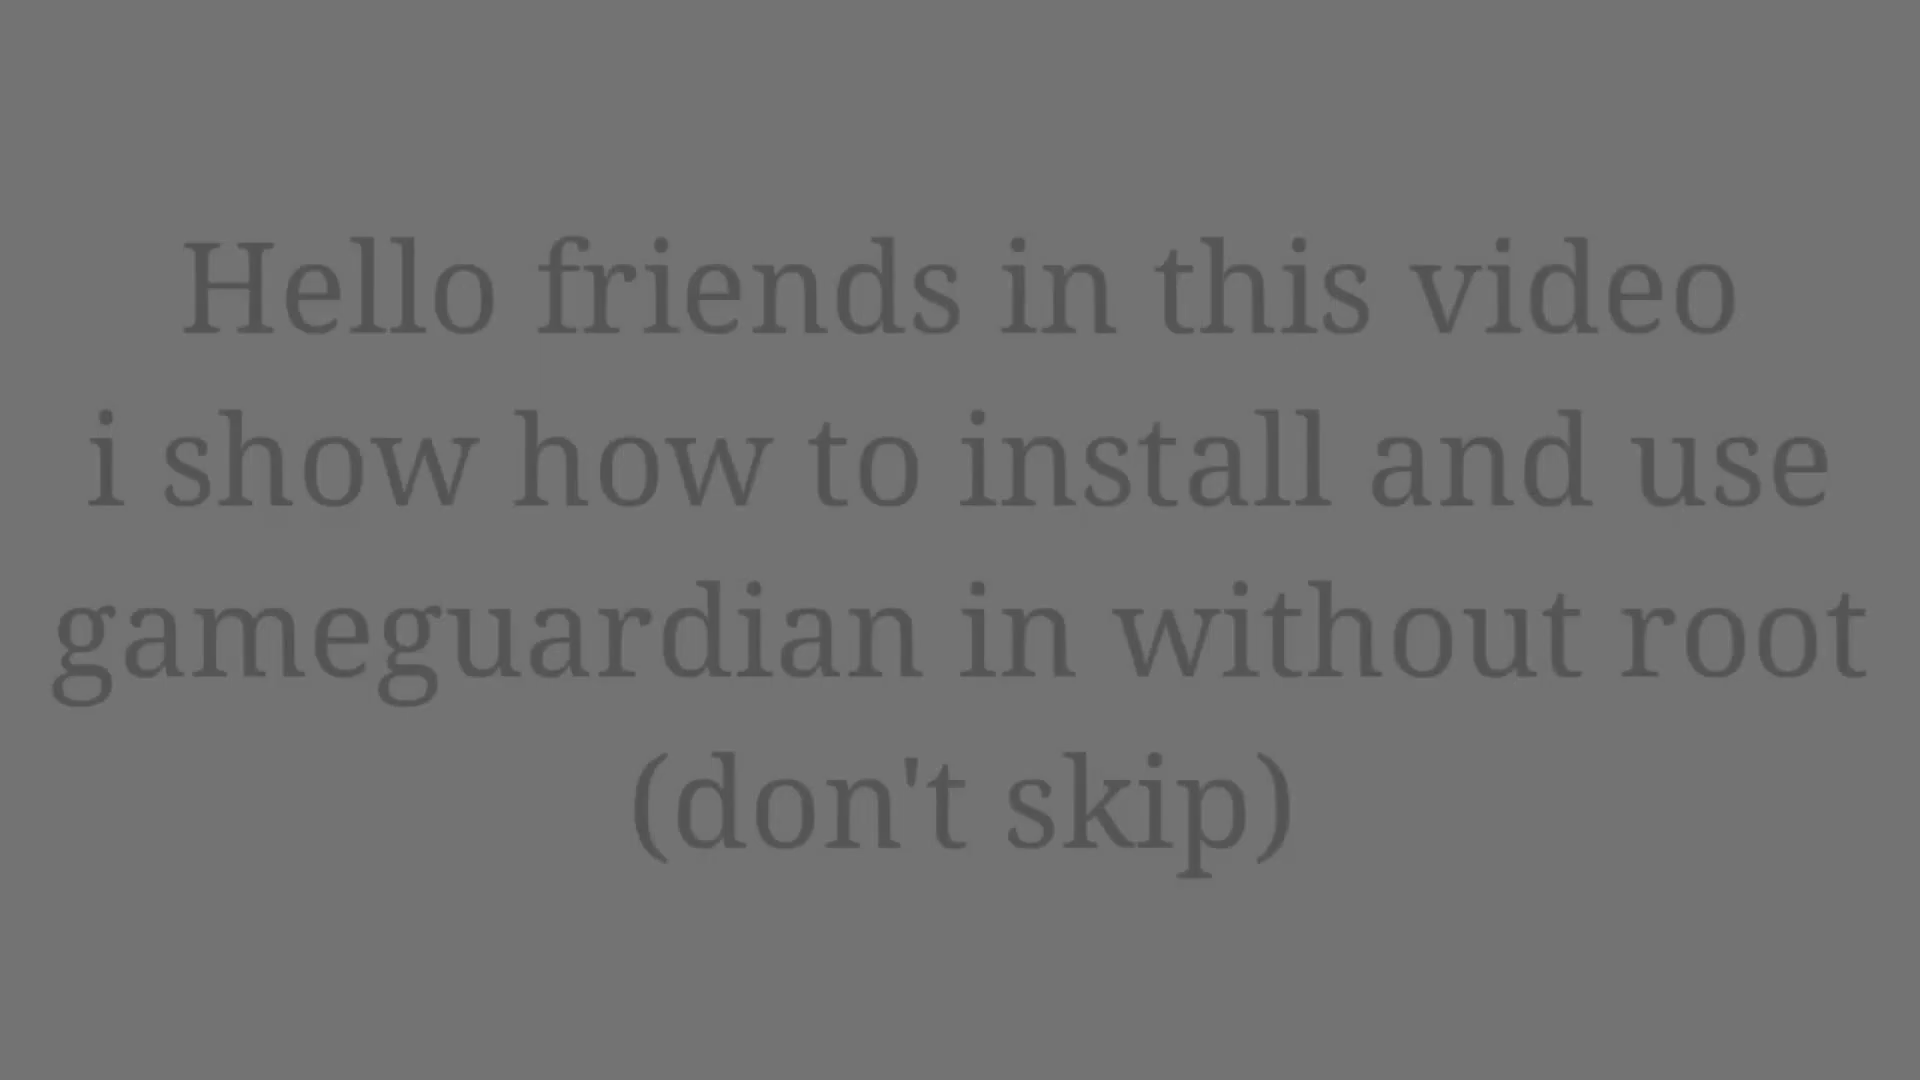 Hello friends in this video
i show how to install and use
gameguardian in without root
(don't skip)